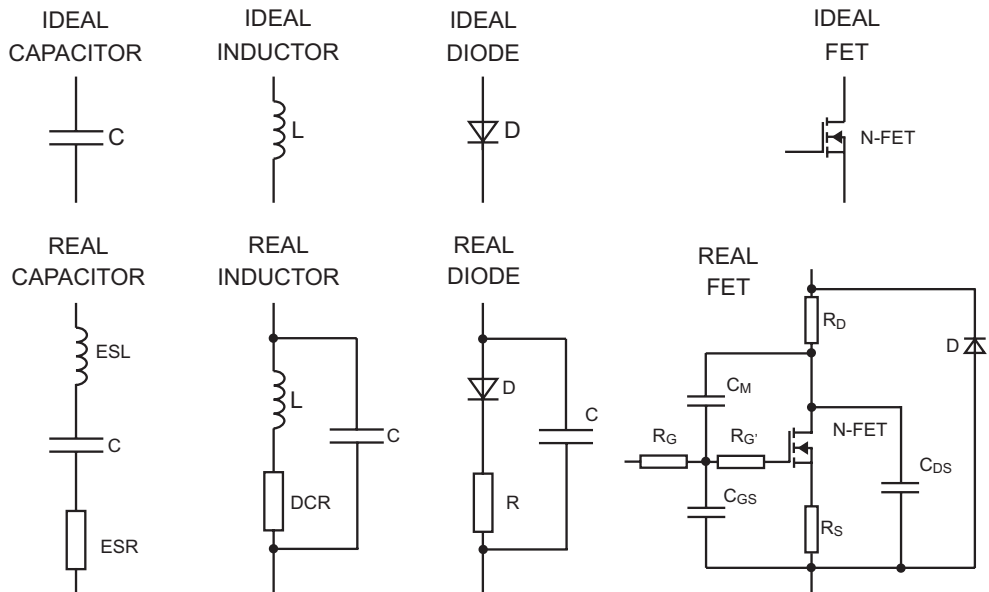 IDEAL
CAPACITOR
C
IDEAL
INDUCTOR
L
IDEAL
DIODE
D
IDEAL
FET
N-FET
REAL
CAPACITOR
ESL
C
ESR
REAL
INDUCTOR
L
C
DCR
REAL
DIODE
D
C
R
REAL
FET
RD
D
CM
N-FET
RG
RG'
CDS
CGS
RS